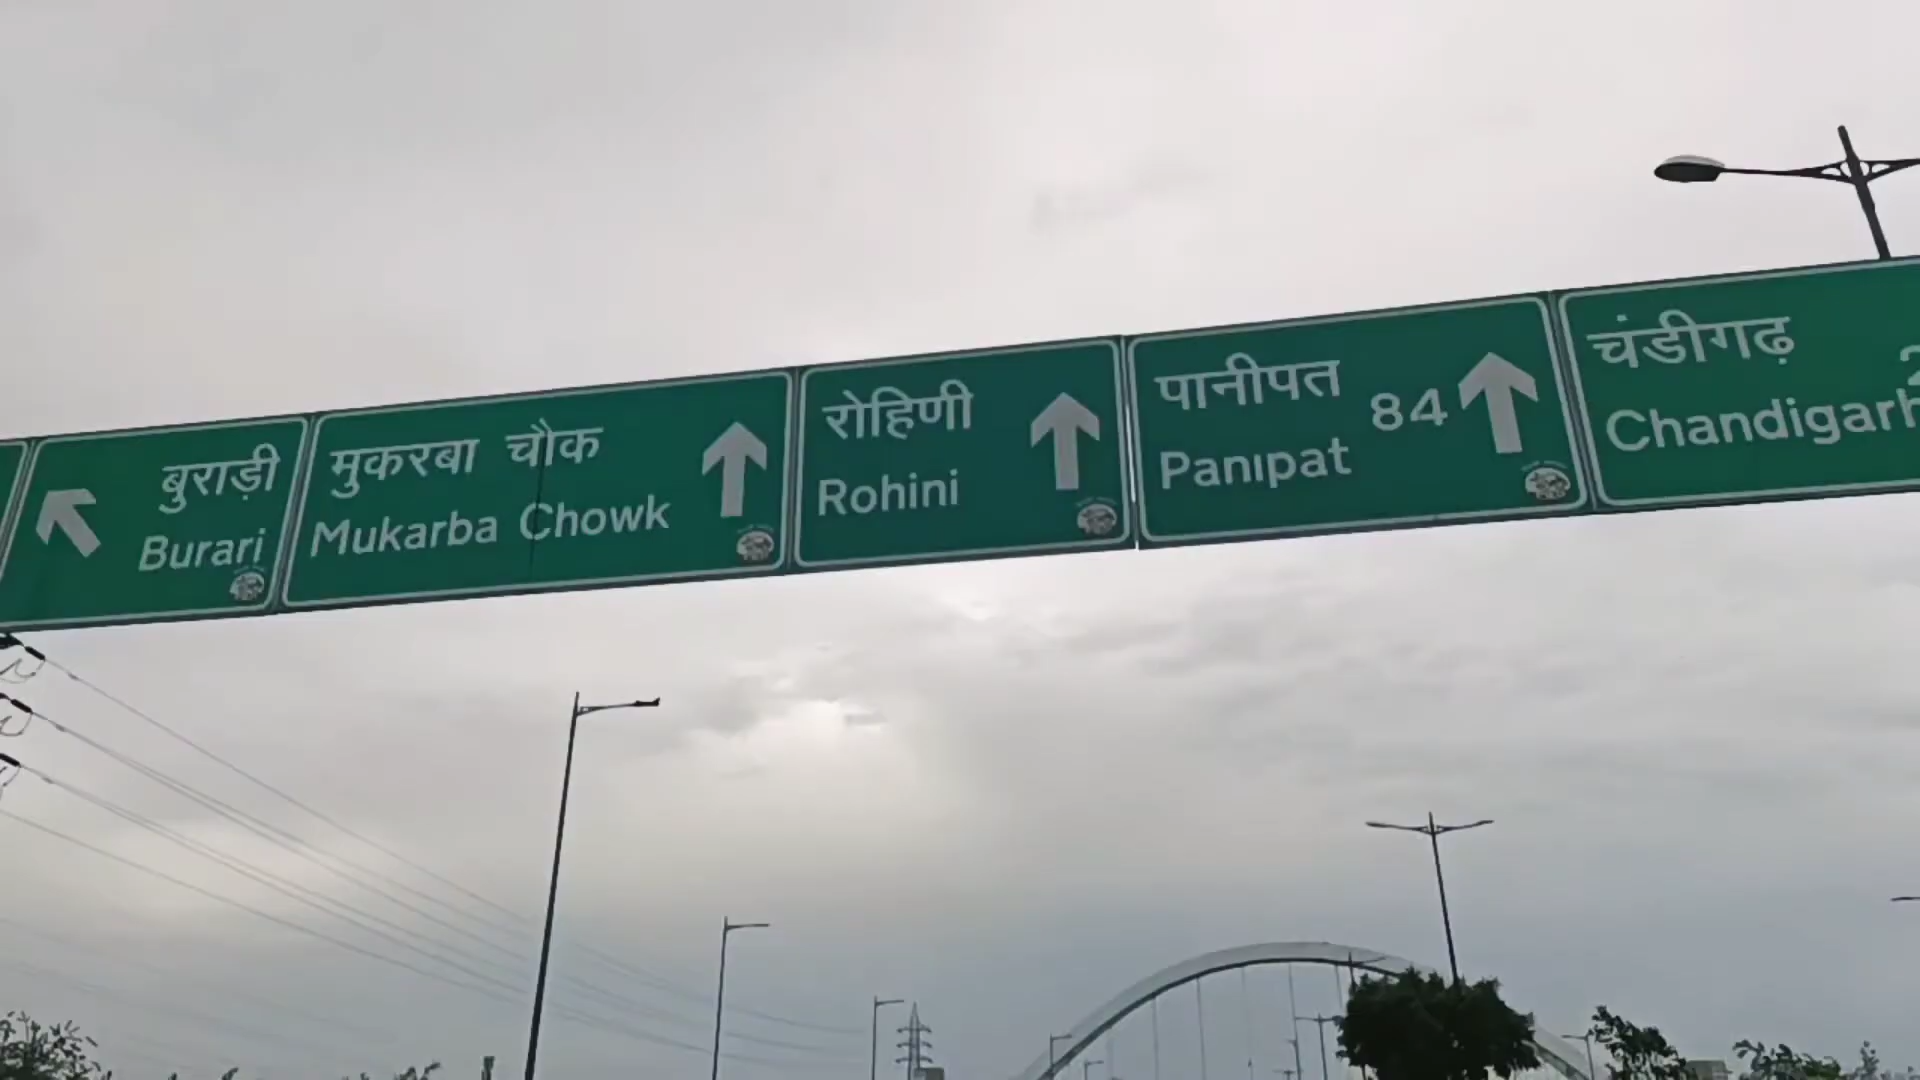 बुराड़ी
Burari
मुकरबा चौक
Mukarba Chowk
रोहिणी
Rohini
पानीपत
Panipat
84
चंडीगढ़
Chandigarh